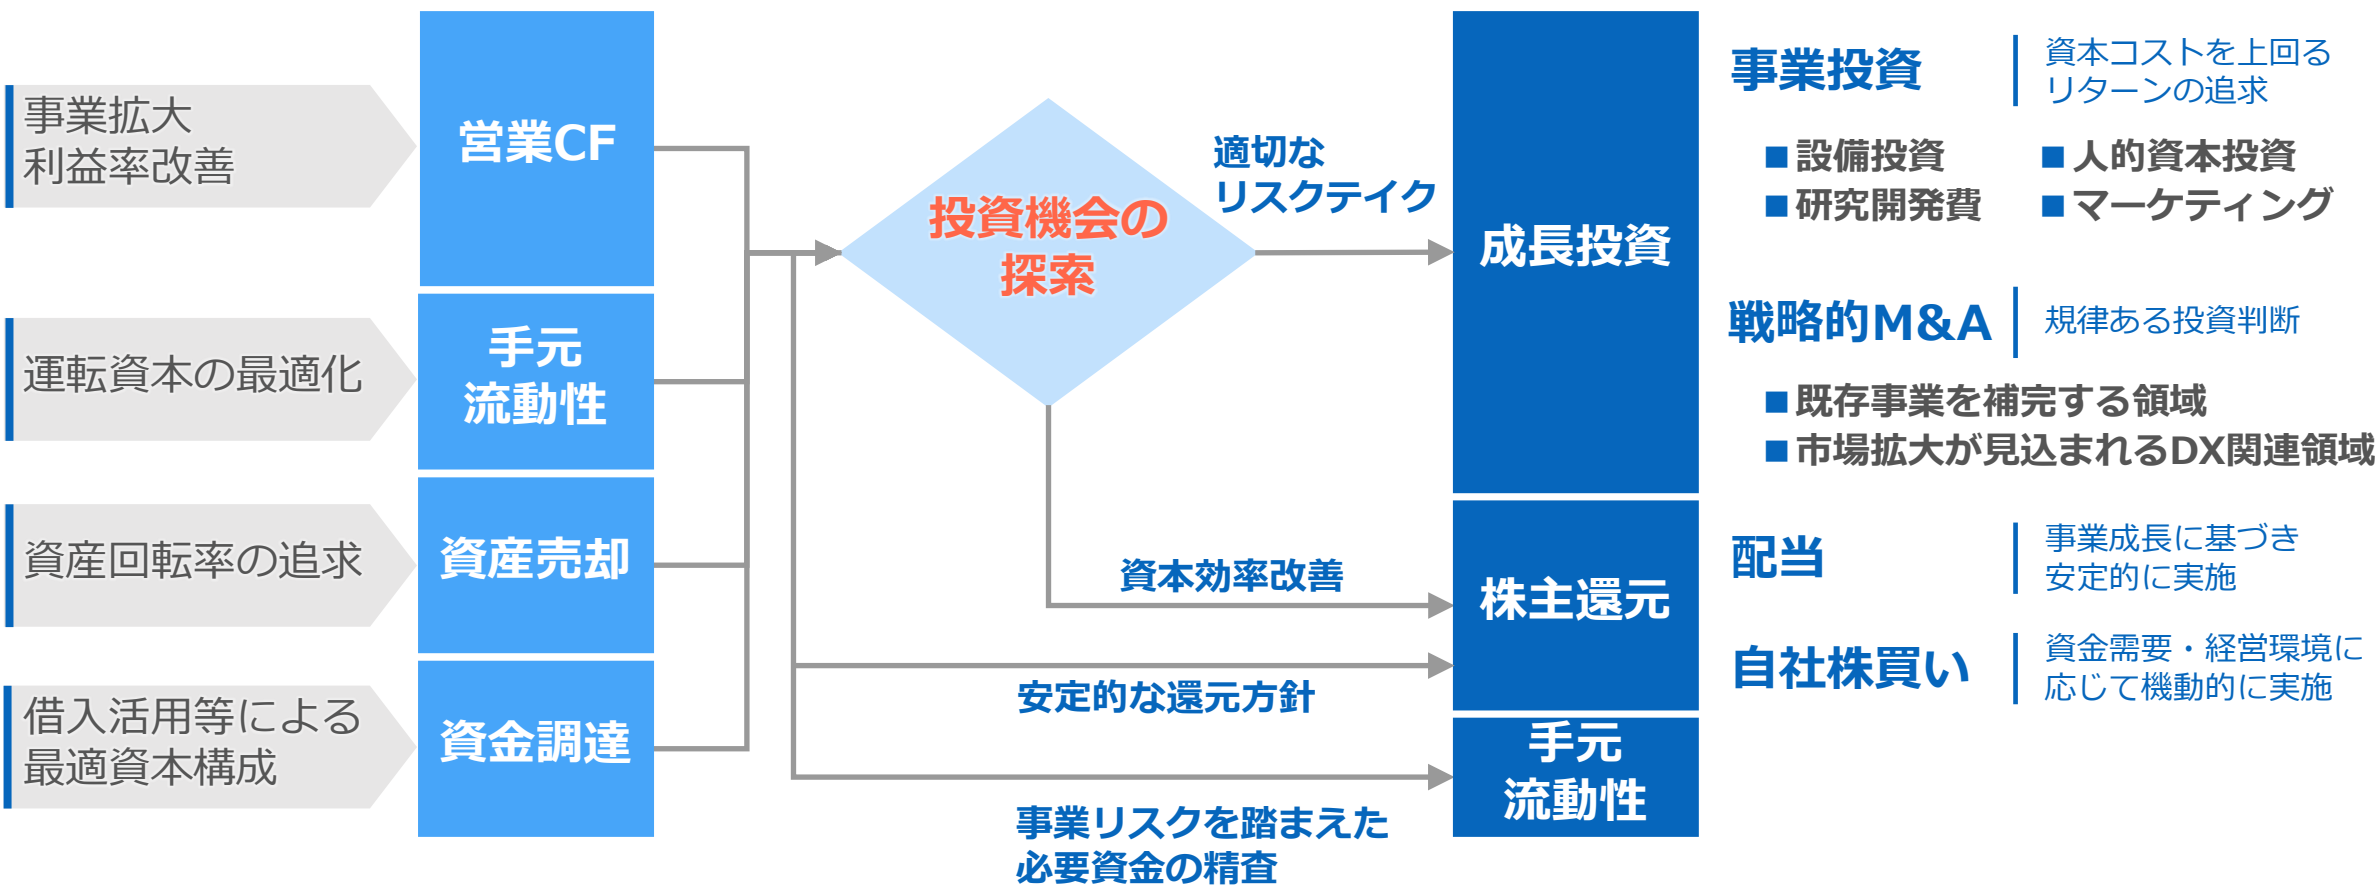 事業拡大
利益率改善
営業CF
運転資本の最適化
手元
流動性
資産回転率の追求
資産売却
借入活用等による
最適資本構成
資金調達
投資機会の
探索
適切な
リスクテイク
資本効率改善
安定的な還元方針
事業リスクを踏まえた
必要資金の精査
成長投資
事業投資
資本コストを上回る
リターンの追求
■設備投資
■人的資本投資
■研究開発費
■マーケティング
戦略的M&A
規律ある投資判断
■既存事業を補完する領域
■市場拡大が見込まれるDX関連領域
株主還元
配当
事業成長に基づき
安定的に実施
自社株買い
資金需要・経営環境に
応じて機動的に実施
手元
流動性